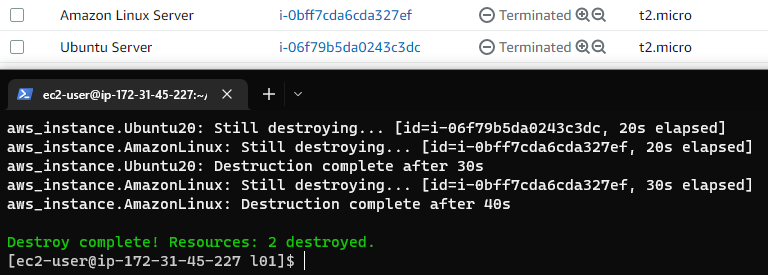 Amazon Linux Server i-0bff7cda6cda327ef Terminated t2.micro
Ubuntu Server i-06f79b5da0243c3dc Terminated t2.micro
ec2-user@ip-172-31-45-227:~/
aws_instance.Ubuntu20: Still destroying... [id=i-06f79b5da0243c3dc, 20s elapsed]
aws_instance.AmazonLinux: Still destroying... [id=i-0bff7cda6cda327ef, 20s elapsed]
aws_instance.Ubuntu20: Destruction complete after 30s
aws_instance.AmazonLinux: Still destroying... [id=i-0bff7cda6cda327ef, 30s elapsed]
aws_instance.AmazonLinux: Destruction complete after 40s
Destroy complete! Resources: 2 destroyed.
[ec2-user@ip-172-31-45-227 l01]$